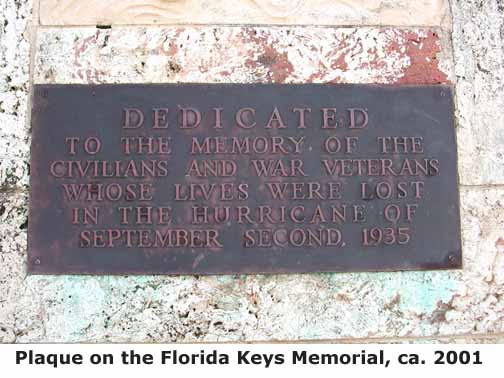 DEDICATED
TO THE MEMORY OF THE
CIVILIANS AND WAR VETERANS
WHOSE LIVES WERE LOST
IN THE HURRICANE OF
SEPTEMBER SECOND, 1935
Plaque on the Florida Keys Memorial, ca. 2001